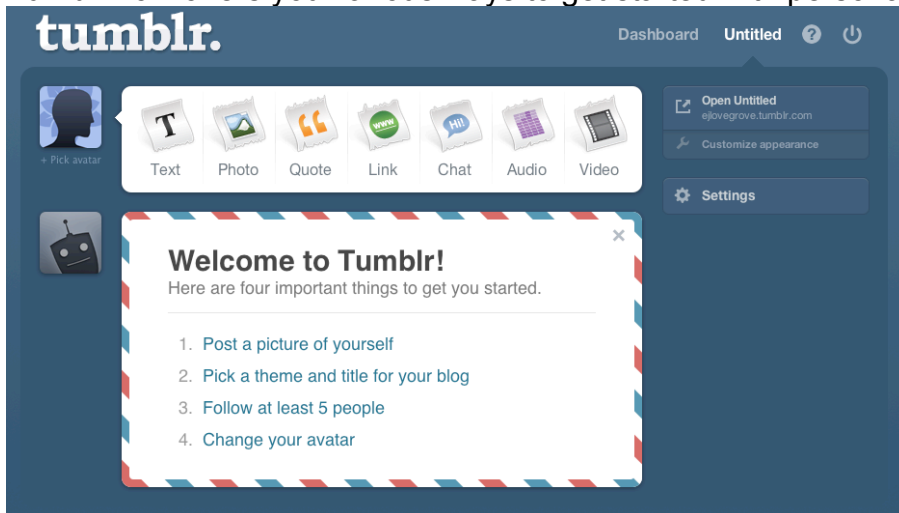 tumblr.
Dashboard Untitled ?
+ Pick avatar
T
www
Hi!
Text Photo Quote Link Chat Audio Video
Open Untitled
ejlovegrove.tumblr.com
Customize appearance
Settings
×
Welcome to Tumblr!
Here are four important things to get you started.
1. Post a picture of yourself
2. Pick a theme and title for your blog
3. Follow at least 5 people
4. Change your avatar